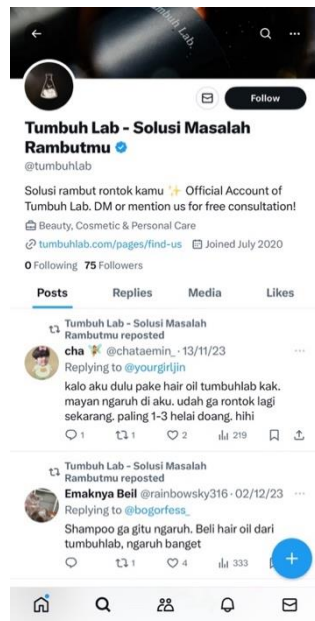 Tumbuh Lab.
Follow
Tumbuh Lab - Solusi Masalah
Rambutmu
@tumbuhlab
Solusi rambut rontok kamu ✨ Official Account of
Tumbuh Lab. DM or mention us for free consultation!
Beauty, Cosmetic & Personal Care
tumbuhlab.com/pages/find-us Joined July 2020
0 Following 75 Followers
Posts Replies Media Likes
Tumbuh Lab - Solusi Masalah
Rambutmu reposted
cha @chataemin_ · 13/11/23
Replying to @yourgirljin
kalo aku dulu pake hair oil tumbuhlab kak.
mayan ngaruh di aku. udah ga rontok lagi
sekarang. paling 1-3 helai doang. hihi
1 1 2 219
Tumbuh Lab - Solusi Masalah
Rambutmu reposted
Emaknya Beil @rainbowsky316 · 02/12/23
Replying to @bogorfess_
Shampoo ga gitu ngaruh. Beli hair oil dari
tumbuhlab, ngaruh banget
1 4 333